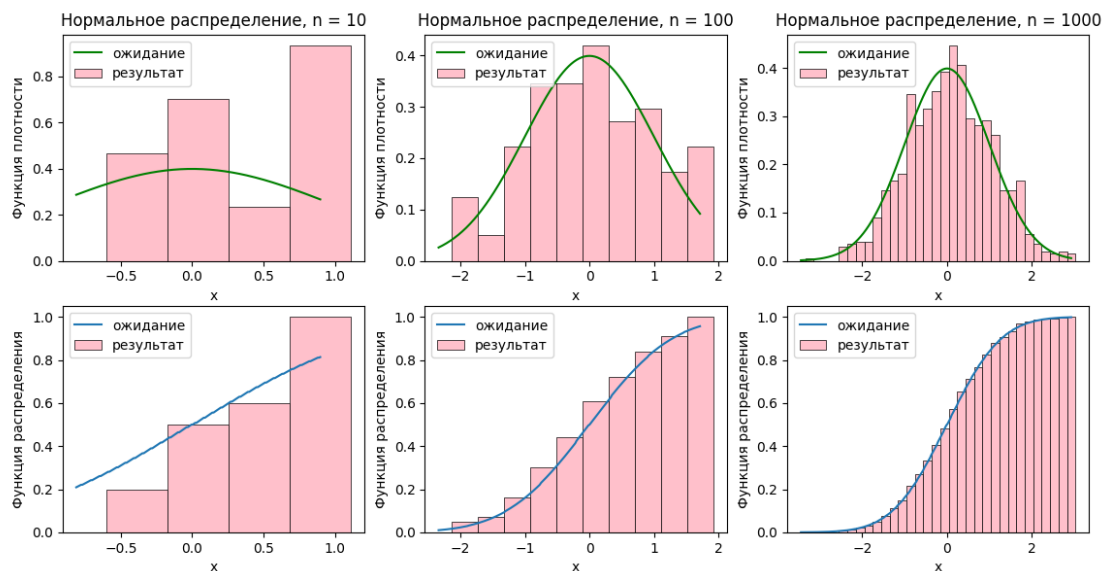 Нормальное распределение, n = 10
Нормальное распределение, n = 100
Нормальное распределение, n = 1000
Функция плотности
0.8
0.6
0.4
0.2
0.0
ожидание
результат
−0.5
0.0
0.5
1.0
x
Функция плотности
0.4
0.3
0.2
0.1
0.0
ожидание
результат
−2
−1
0
1
2
x
Функция плотности
0.4
0.3
0.2
0.1
0.0
ожидание
результат
−2
0
2
x
Функция распределения
1.0
0.8
0.6
0.4
0.2
0.0
ожидание
результат
−0.5
0.0
0.5
1.0
x
Функция распределения
1.0
0.8
0.6
0.4
0.2
0.0
ожидание
результат
−2
−1
0
1
2
x
Функция распределения
1.0
0.8
0.6
0.4
0.2
0.0
ожидание
результат
−2
0
2
x